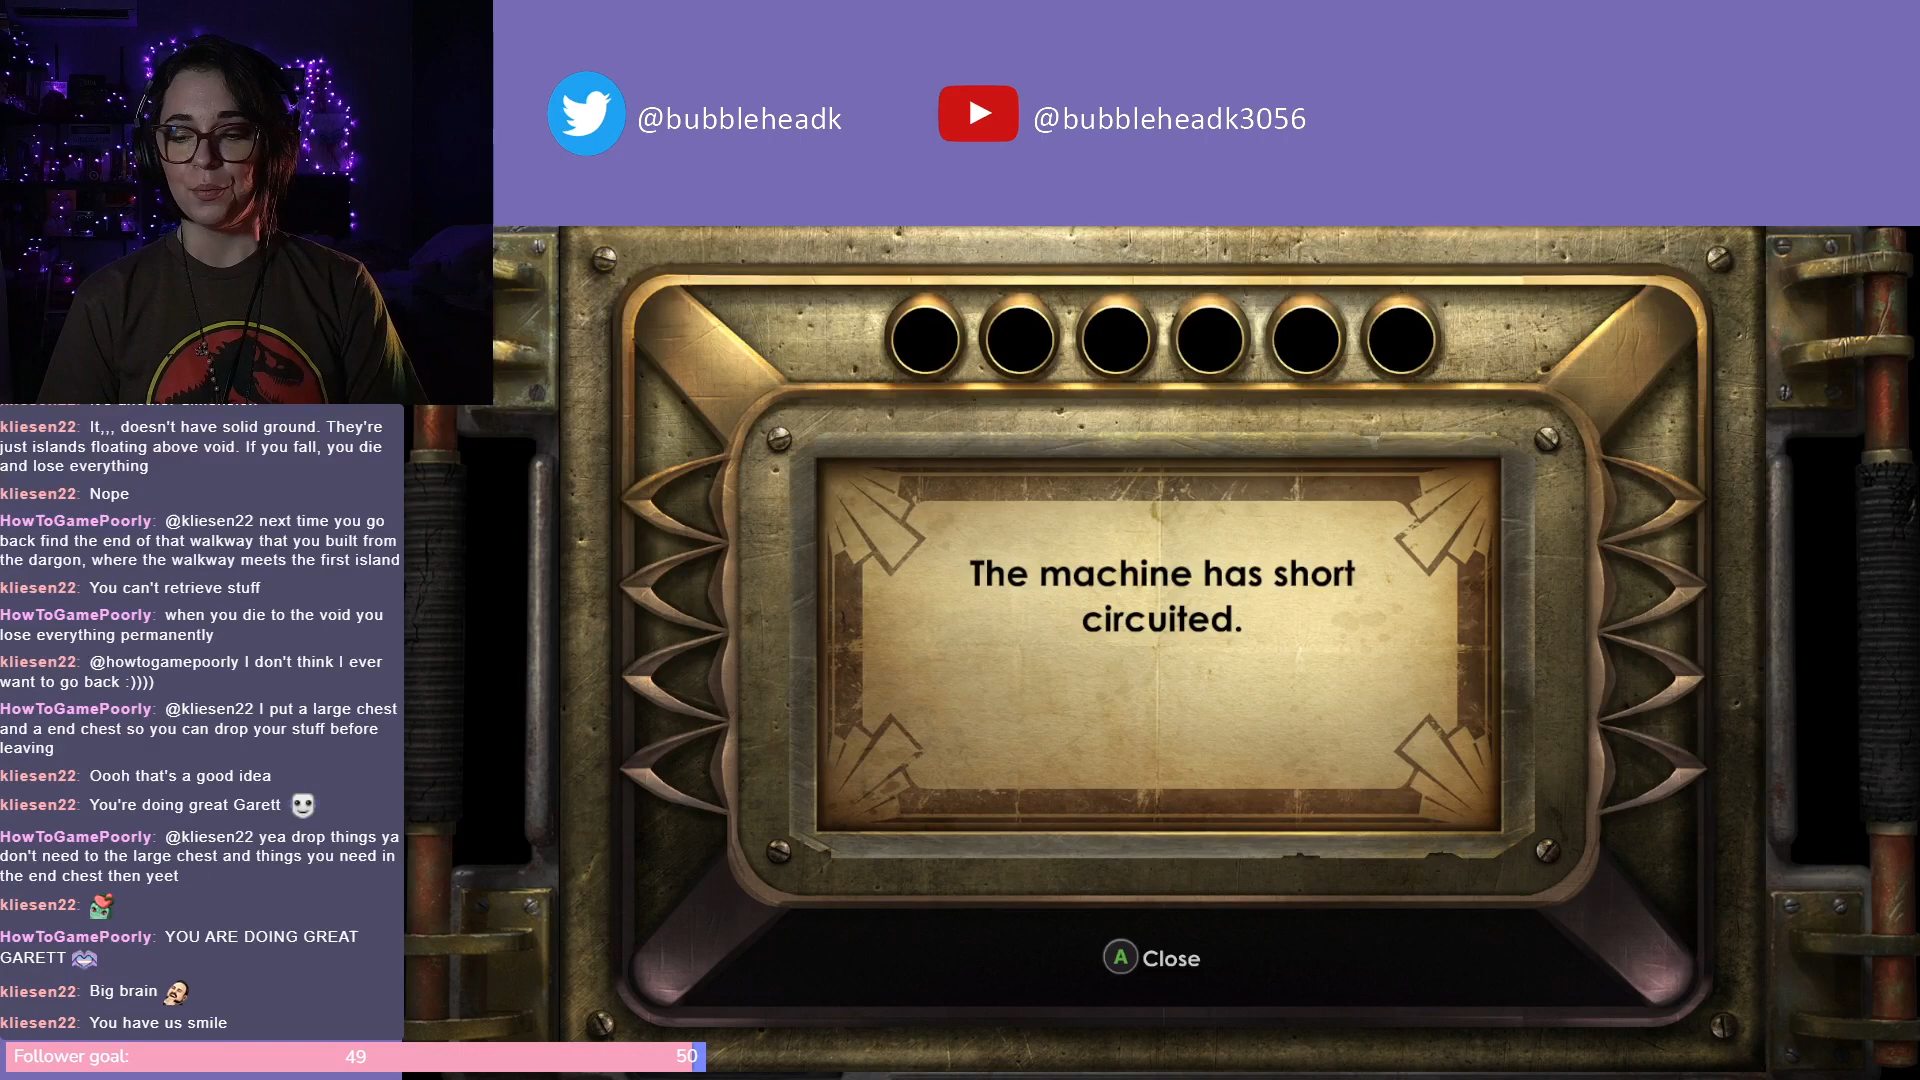 @bubbleheadk
@bubbleheadk3056
kliesen22: It,,, doesn't have solid ground. They're
just islands floating above void. If you fall, you die
and lose everything
kliesen22: Nope
HowToGamePoorly: @kliesen22 next time you go
back find the end of that walkway that you built from
the dargon, where the walkway meets the first island
kliesen22: You can't retrieve stuff
HowToGamePoorly: when you die to the void you
lose everything permanently
kliesen22: @howtogamepoorly I don't think I ever
want to go back :))))
HowToGamePoorly: @kliesen22 I put a large chest
and a end chest so you can drop your stuff before
leaving
kliesen22: Oooh that's a good idea
kliesen22: You're doing great Garett
HowToGamePoorly: @kliesen22 yea drop things ya
don't need to the large chest and things you need in
the end chest then yeet
kliesen22:
HowToGamePoorly: YOU ARE DOING GREAT
GARETT
kliesen22: Big brain
kliesen22: You have us smile
Follower goal: 49 50
The machine has short
circuited.
A Close